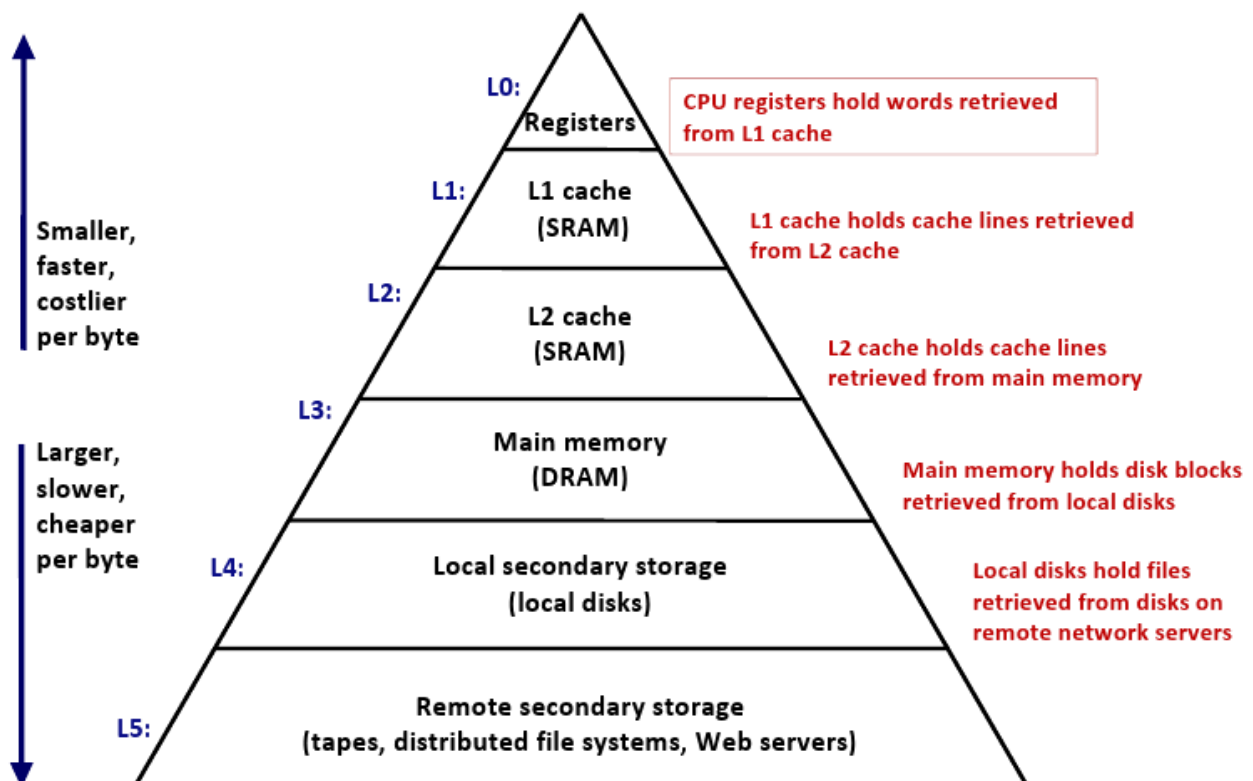 L0:
Registers
CPU registers hold words retrieved
from L1 cache
L1:
L1 cache
(SRAM)
L1 cache holds cache lines retrieved
from L2 cache
Smaller,
faster,
costlier
per byte
L2:
L2 cache
(SRAM)
L2 cache holds cache lines
retrieved from main memory
L3:
Main memory
(DRAM)
Main memory holds disk blocks
retrieved from local disks
Larger,
slower,
cheaper
per byte
L4:
Local secondary storage
(local disks)
Local disks hold files
retrieved from disks on
remote network servers
L5:
Remote secondary storage
(tapes, distributed file systems, Web servers)